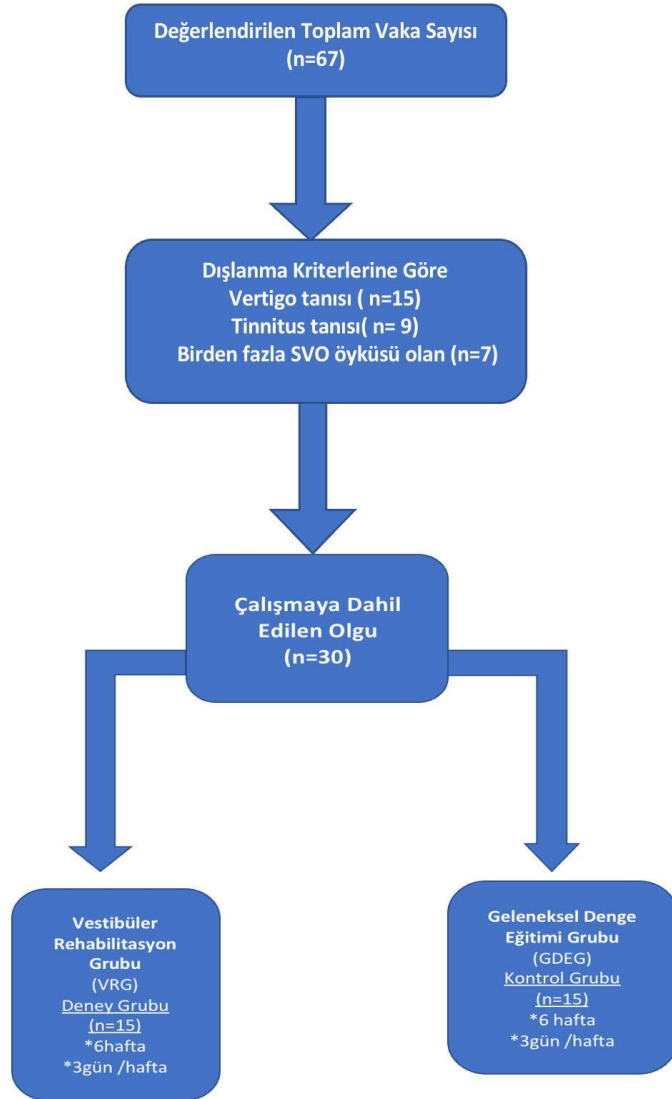 Değerlendirilen Toplam Vaka Sayısı
(n=67)
Dışlanma Kriterlerine Göre
Vertigo tanısı ( n=15)
Tinnitus tanısı( n= 9)
Birden fazla SVO öyküsü olan (n=7)
Çalışmaya Dahil
Edilen Olgu
(n=30)
Vestibüler
Rehabilitasyon
Grubu
(VRG)
Deney Grubu
(n=15)
*6hafta
*3gün /hafta
Geleneksel Denge
Eğitimi Grubu
(GDEG)
Kontrol Grubu
(n=15)
*6 hafta
*3gün /hafta